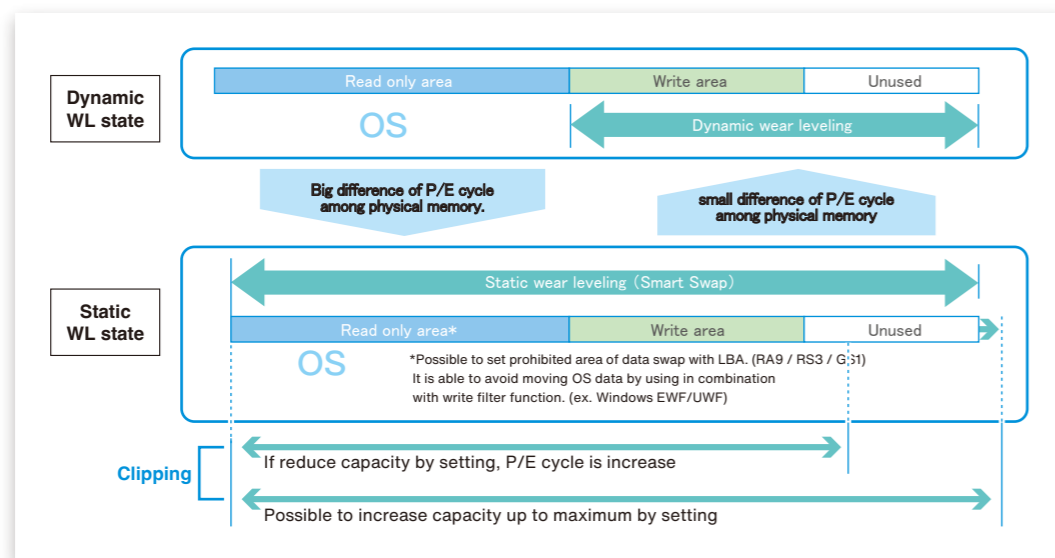 Dynamic
WL state
Read only area
Write area
Unused
OS
Dynamic wear leveling
Big difference of P/E cycle
among physical memory.
small difference of P/E cycle
among physical memory
Static
WL state
Static wear leveling (Smart Swap)
Read only area*
Write area
Unused
OS
*Possible to set prohibited area of data swap with LBA. (RA9 / RS3 / GS1)
It is able to avoid moving OS data by using in combination
with write filter function. (ex. Windows EWF/UWF)
Clipping
If reduce capacity by setting, P/E cycle is increase
Possible to increase capacity up to maximum by setting